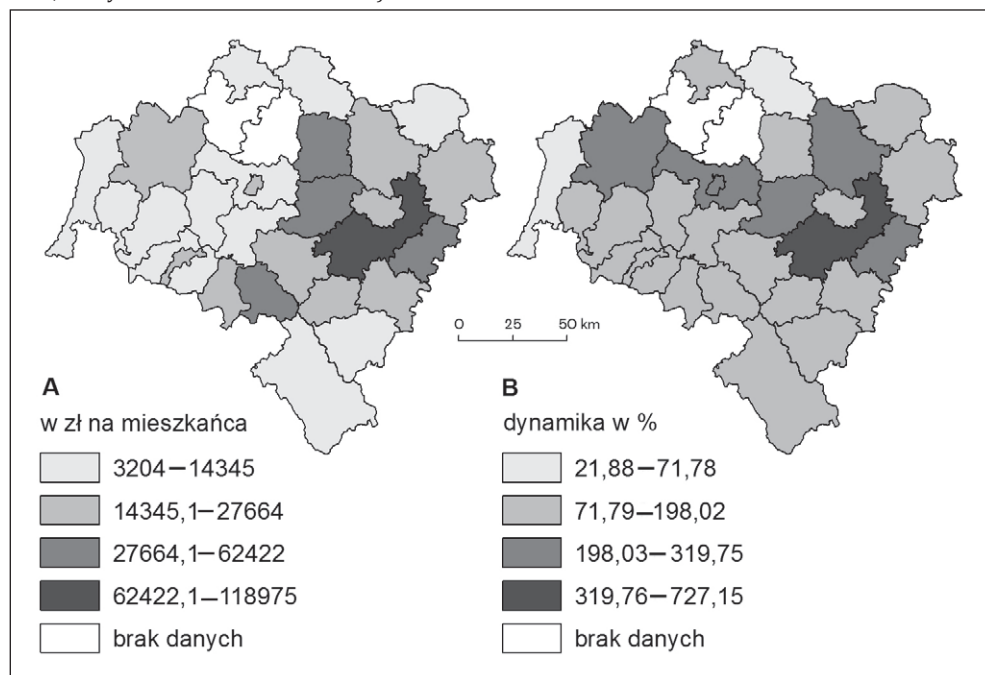 0 25 50 km
A
w zł na mieszkańca
3204–14345
14345,1–27664
27664,1–62422
62422,1–118975
brak danych
B
dynamika w %
21,88–71,78
71,79–198,02
198,03–319,75
319,76–727,15
brak danych